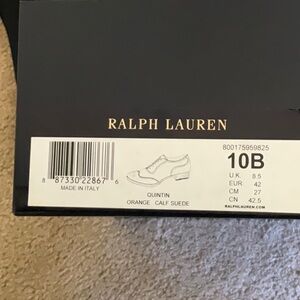 RALPH LAUREN
800175959825
10B
U.K. 8.5
EUR 42
CM 27
CN 42.5
RALPHLAUREN.COM
8 87330 22867 6
MADE IN ITALY
QUINTIN
ORANGE CALF SUEDE